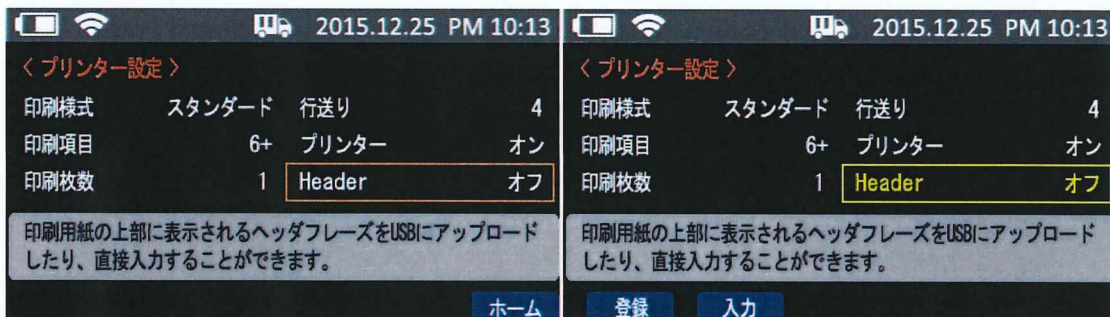 2015.12.25 PM 10:13
〈 プリンター設定 〉
印刷様式 スタンダード 行送り 4
印刷項目 6+ プリンター オン
印刷枚数 1 Header オフ
印刷用紙の上部に表示されるヘッダフレーズをUSBにアップロード
したり、直接入力することができます。
ホーム
2015.12.25 PM 10:13
〈 プリンター設定 〉
印刷様式 スタンダード 行送り 4
印刷項目 6+ プリンター オン
印刷枚数 1 Header オフ
印刷用紙の上部に表示されるヘッダフレーズをUSBにアップロード
したり、直接入力することができます。
登録 入力